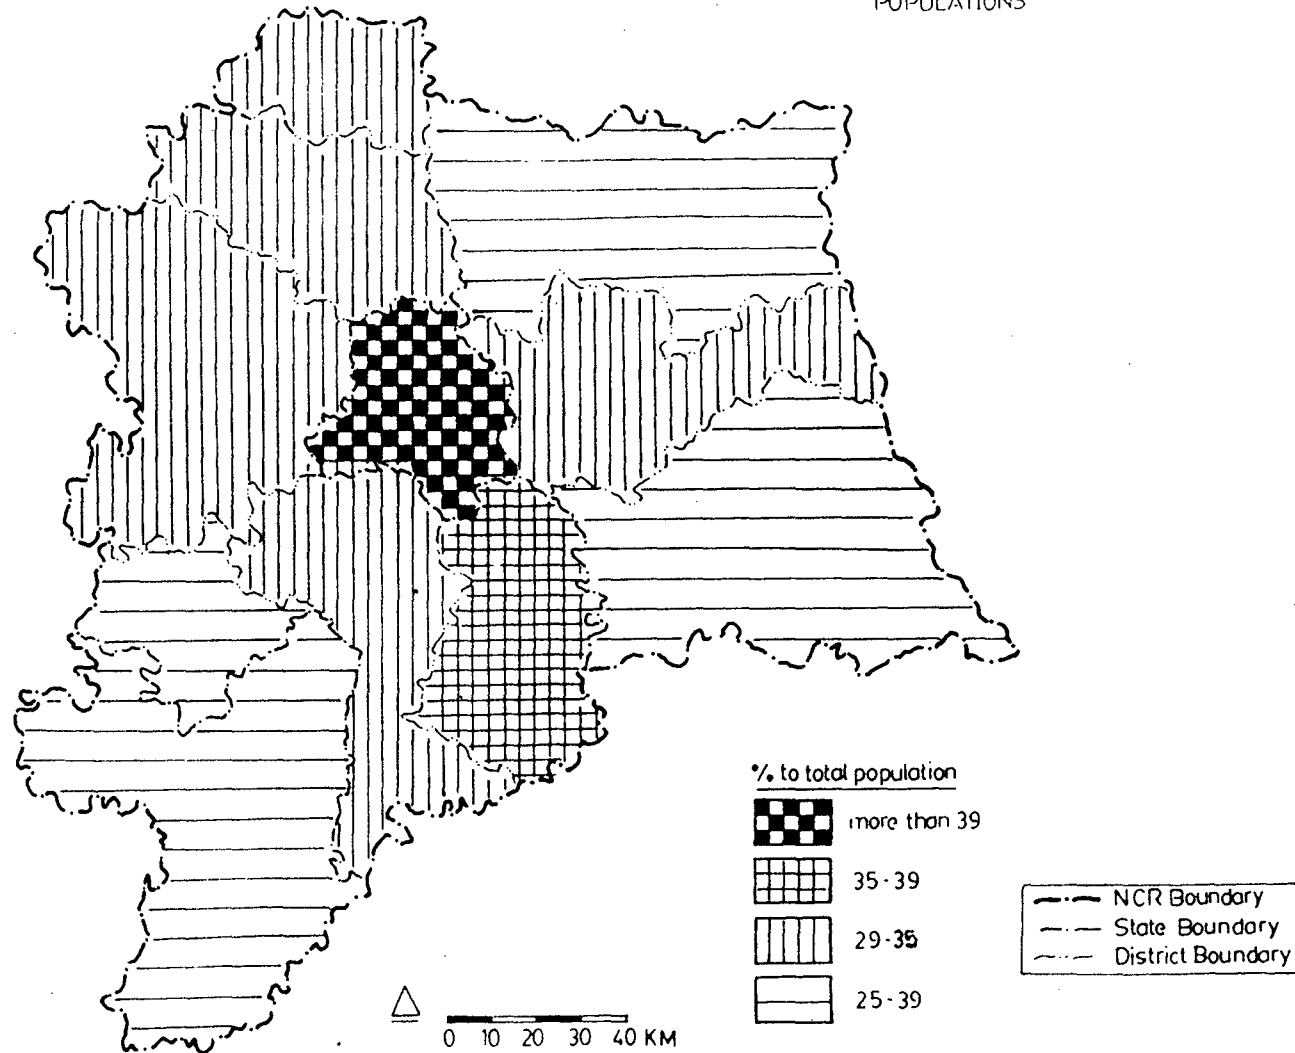 POPULATIONS
% to total population
more than 39
35-39
29-35
25-39
NCR Boundary
State Boundary
District Boundary
0 10 20 30 40 KM